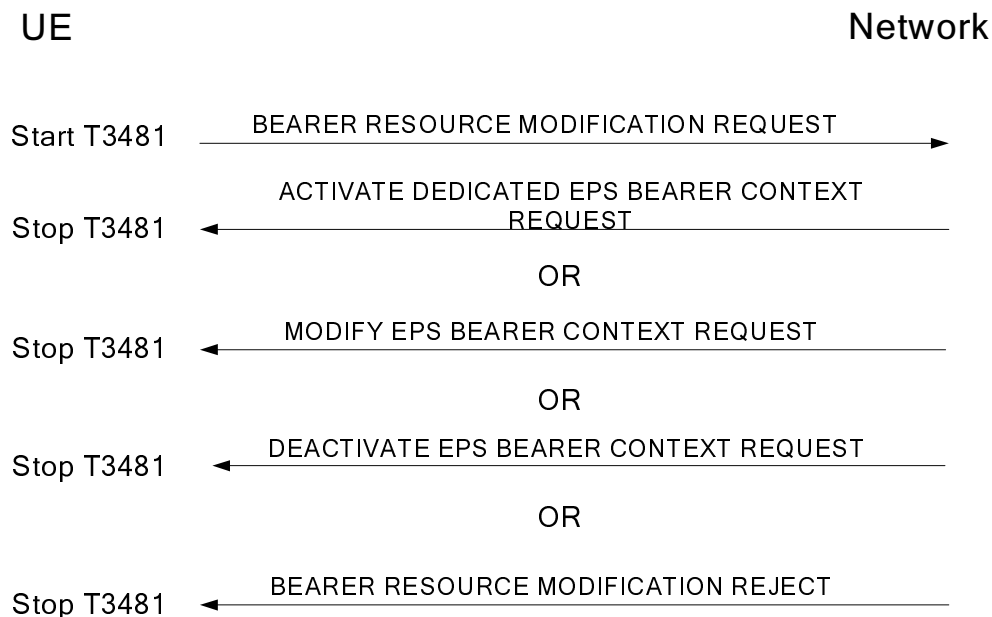 UE Network
Start T3481 BEARER RESOURCE MODIFICATION REQUEST
ACTIVATE DEDICATED EPS BEARER CONTEXT
REQUEST
Stop T3481
OR
MODIFY EPS BEARER CONTEXT REQUEST
Stop T3481
OR
DEACTIVATE EPS BEARER CONTEXT REQUEST
Stop T3481
OR
BEARER RESOURCE MODIFICATION REJECT
Stop T3481